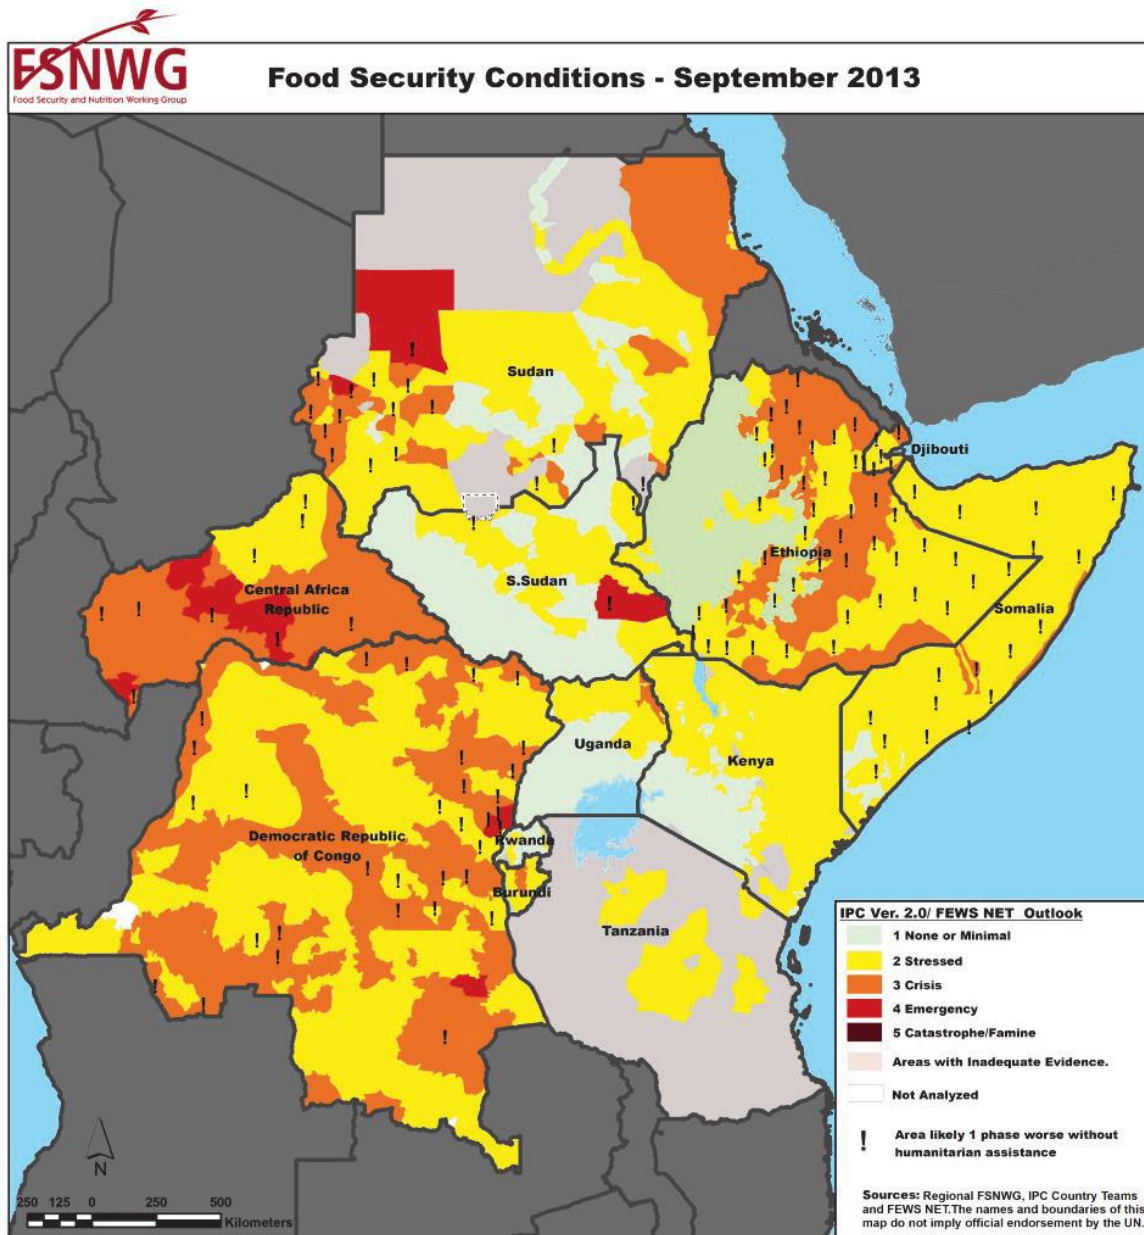 FSNWG
Food Security and Nutrition Working Group
Food Security Conditions - September 2013
Sudan
Djibouti
Ethiopia
S.Sudan
Central Africa
Republic
Somalia
Uganda
Kenya
Democratic Republic
of Congo
Rwanda
Burundi
Tanzania
IPC Ver. 2.0/ FEWS NET Outlook
1 None or Minimal
2 Stressed
3 Crisis
4 Emergency
5 Catastrophe/Famine
Areas with Inadequate Evidence.
Not Analyzed
! Area likely 1 phase worse without
humanitarian assistance
Sources: Regional FSNWG, IPC Country Teams
and FEWS NET.The names and boundaries of this
map do not imply official endorsement by the UN.
N
250 125 0 250 500
Kilometers